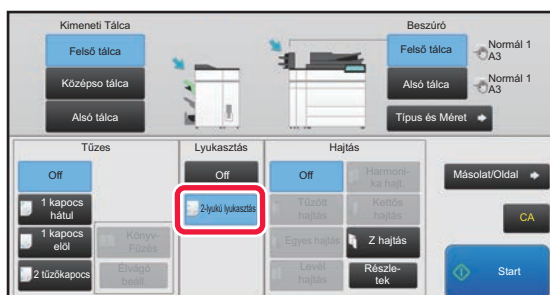 Kimeneti Tálca
Beszúró
Felső tálca
Középso tálca
Alsó tálca
Felső tálca
Normál 1
A3
Alsó tálca
Normál 1
A3
Típus és Méret
Tűzes
Lyukasztás
Hajtás
Off
1 kapocs
hátul
1 kapocs
elöl
2 tűzőkapocs
Könyv-
Fűzés
Élvágó
beáll.
Off
2-lyukú lyukasztás
Off
Harmoni-
ka hajt.
Tűzött
hajtás
Kettős
hajtás
Egyes hajtás
Z hajtás
Levél
hajtás
Részle-
tek
Másolat/Oldal
CA
Start